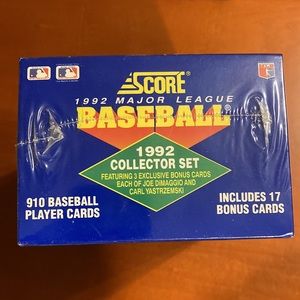 SCORE®
1992 MAJOR LEAGUE
BASEBALL®
1992
COLLECTOR SET
FEATURING 3 EXCLUSIVE BONUS CARDS
EACH OF JOE DIMAGGIO AND
CARL YASTRZEMSKI
910 BASEBALL
PLAYER CARDS
INCLUDES 17
BONUS CARDS